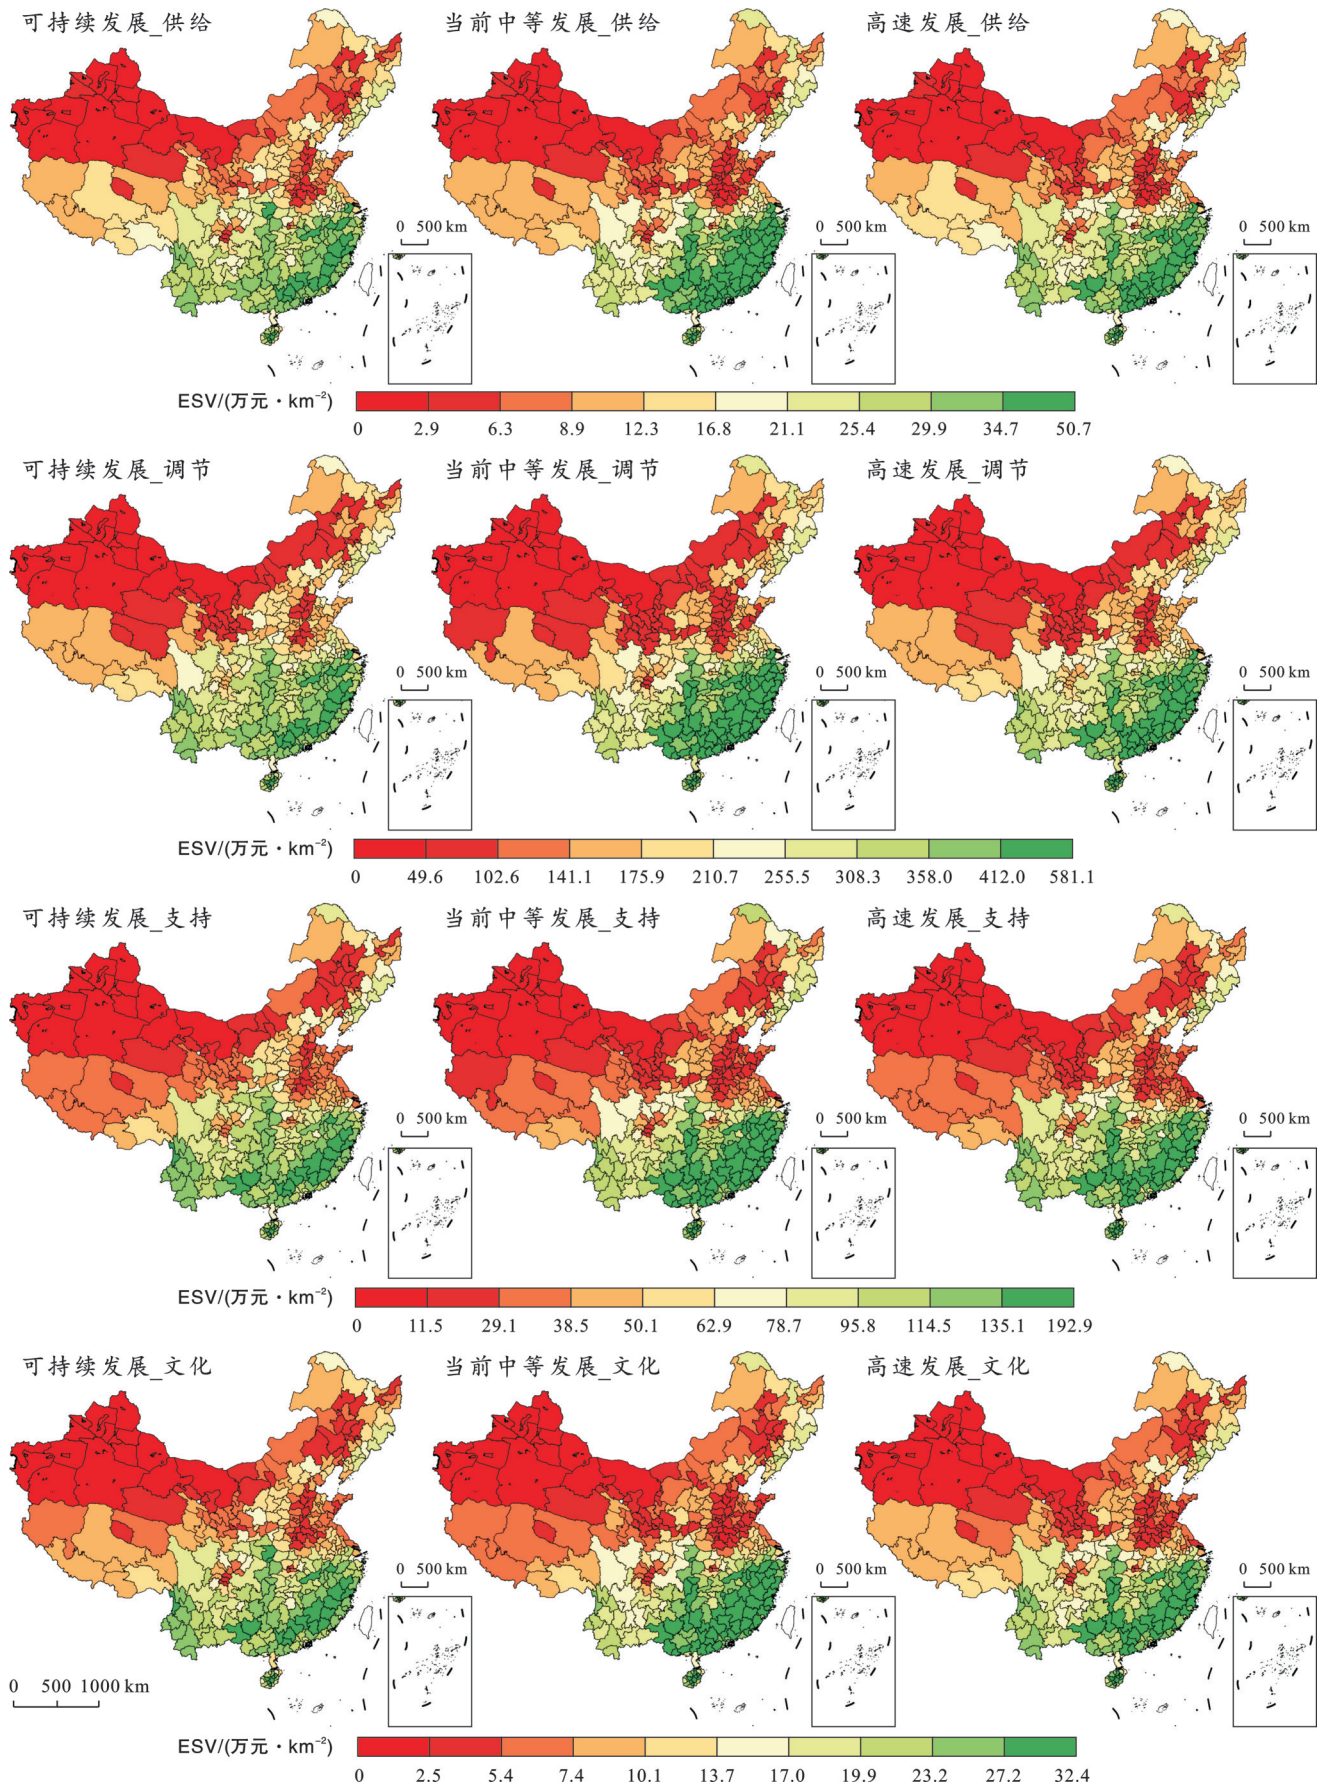 可持续发展_供给 当前中等发展_供给 高速发展_供给
0 500 km 0 500 km 0 500 km
ESV/(万元·km⁻²)
0 2.9 6.3 8.9 12.3 16.8 21.1 25.4 29.9 34.7 50.7
可持续发展_调节 当前中等发展_调节 高速发展_调节
0 500 km 0 500 km 0 500 km
ESV/(万元·km⁻²)
0 49.6 102.6 141.1 175.9 210.7 255.5 308.3 358.0 412.0 581.1
可持续发展_支持 当前中等发展_支持 高速发展_支持
0 500 km 0 500 km 0 500 km
ESV/(万元·km⁻²)
0 11.5 29.1 38.5 50.1 62.9 78.7 95.8 114.5 135.1 192.9
可持续发展_文化 当前中等发展_文化 高速发展_文化
0 500 km 0 500 km 0 500 km
0 500 1000 km
ESV/(万元·km⁻²)
0 2.5 5.4 7.4 10.1 13.7 17.0 19.9 23.2 27.2 32.4